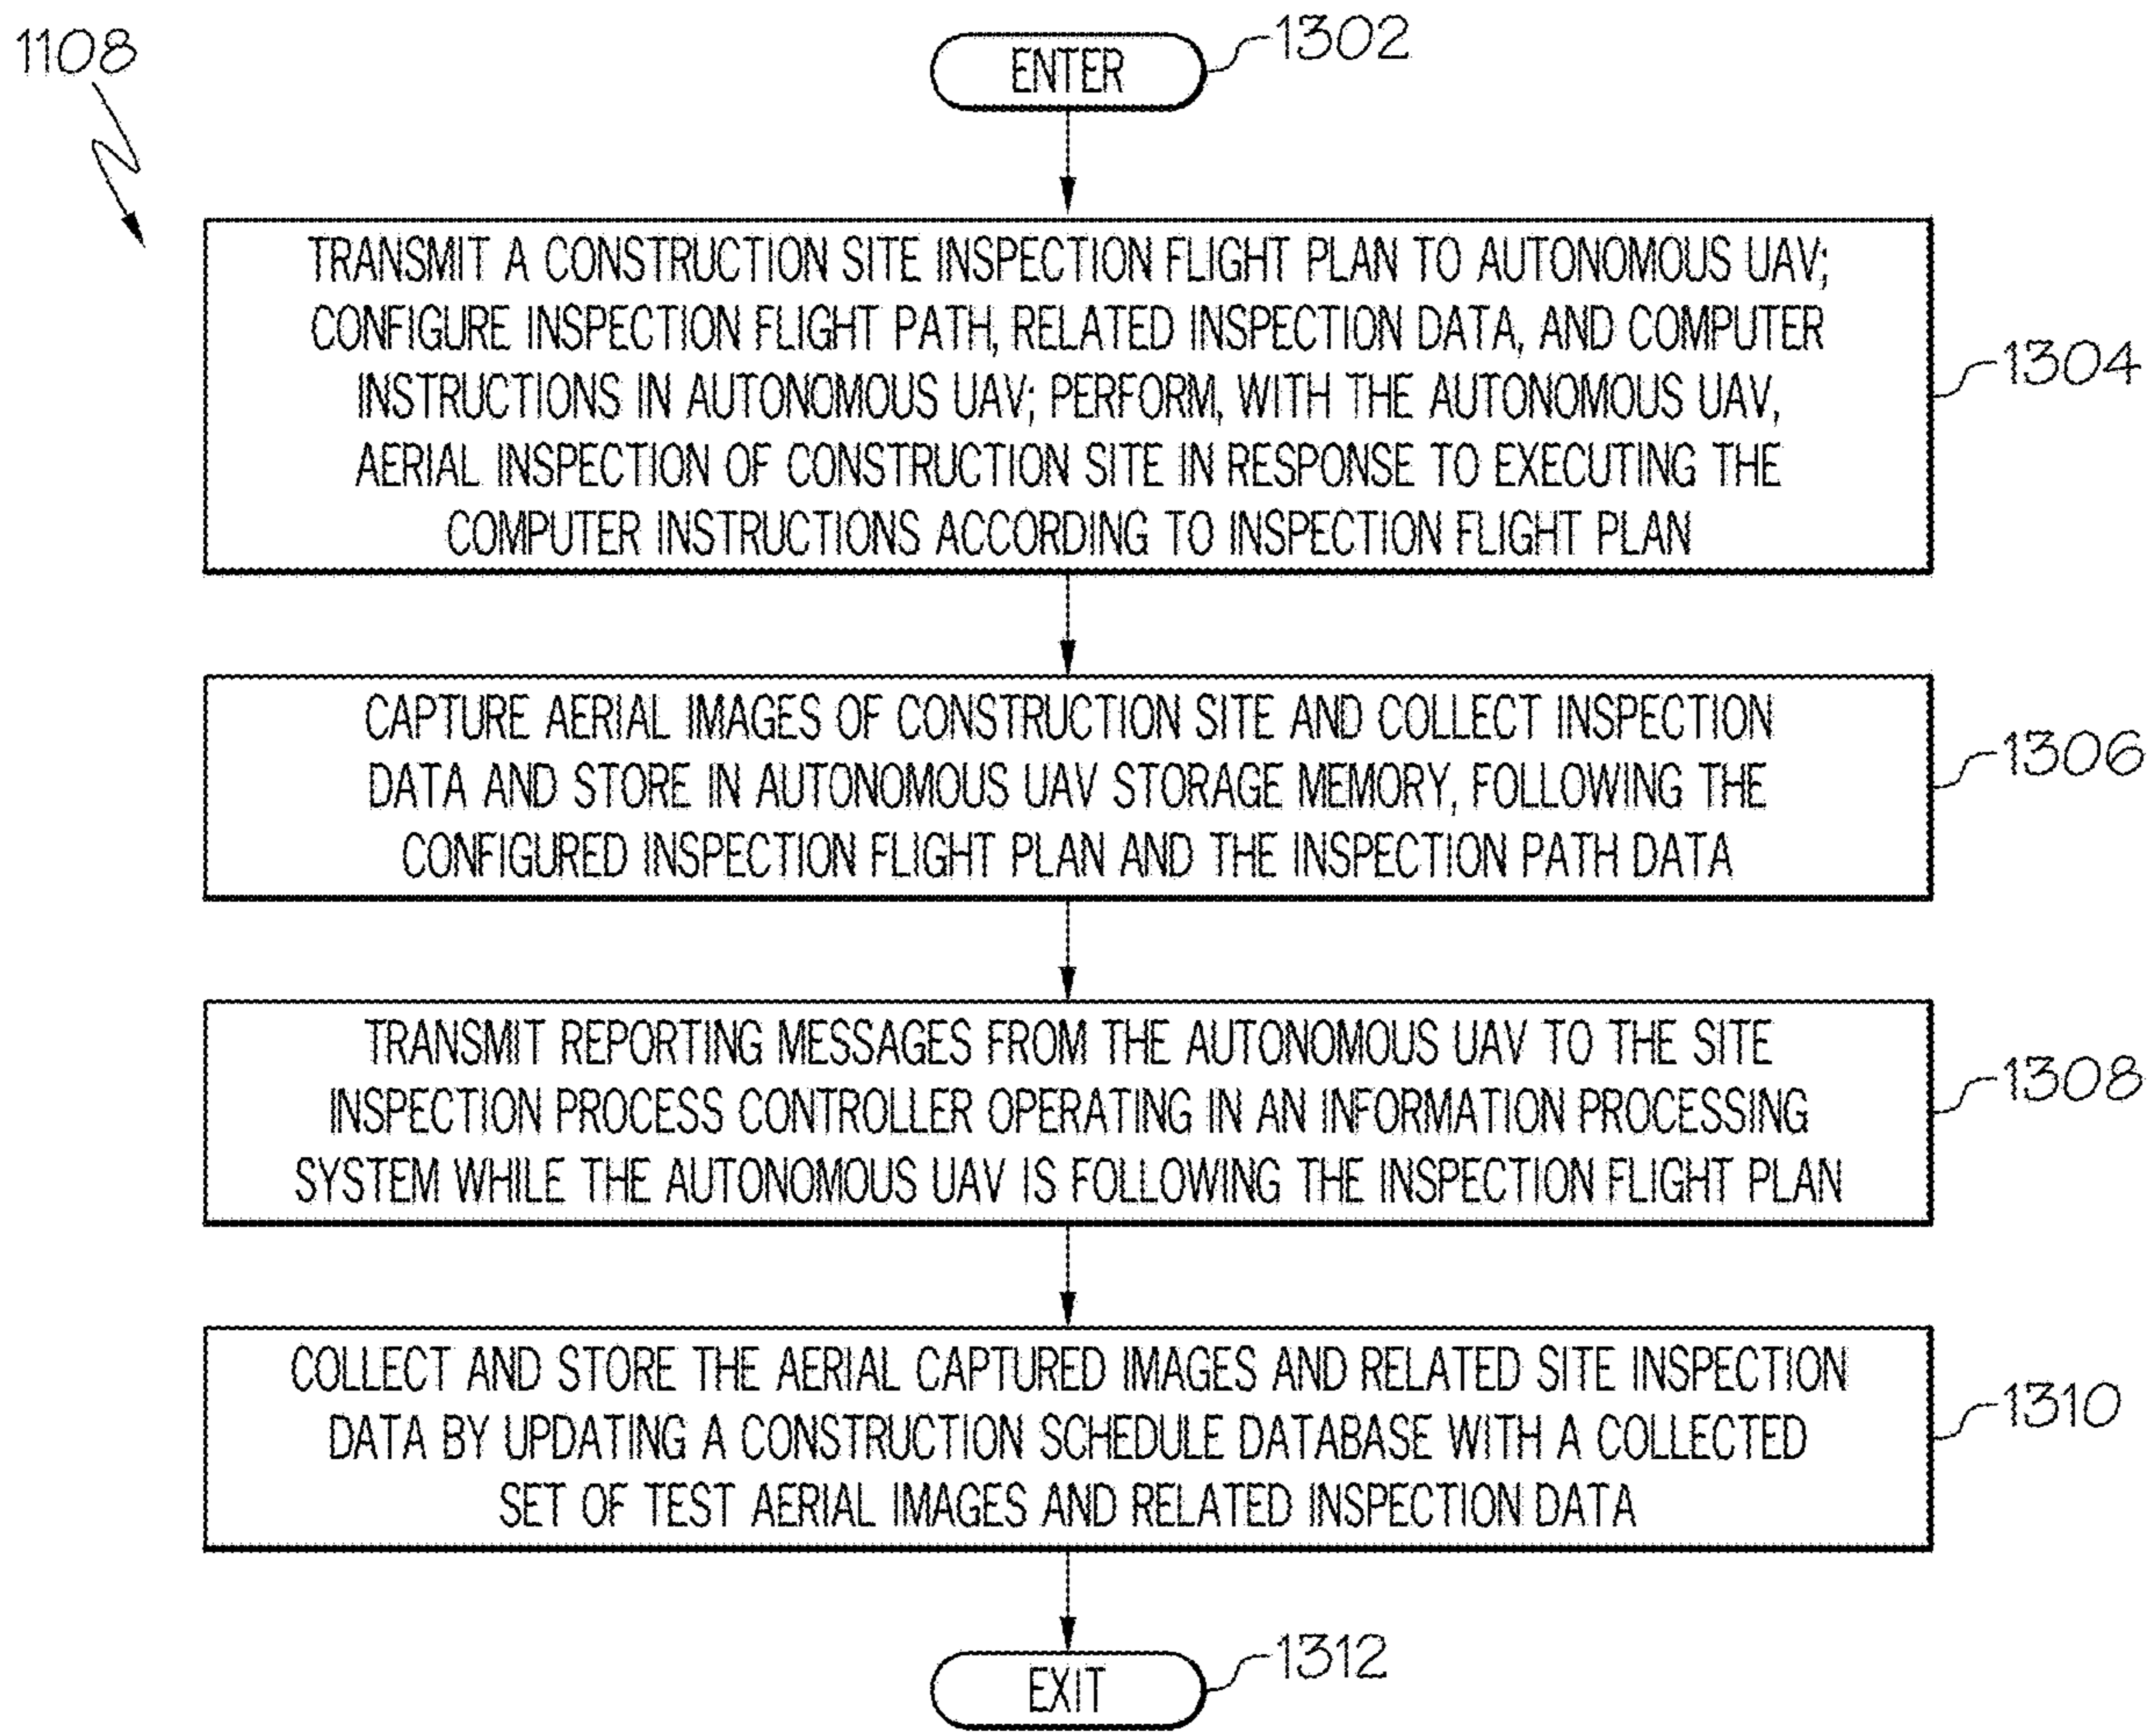 1108
ENTER
1302
TRANSMIT A CONSTRUCTION SITE INSPECTION FLIGHT PLAN TO AUTONOMOUS UAV;
CONFIGURE INSPECTION FLIGHT PATH, RELATED INSPECTION DATA, AND COMPUTER
INSTRUCTIONS IN AUTONOMOUS UAV; PERFORM, WITH THE AUTONOMOUS UAV,
AERIAL INSPECTION OF CONSTRUCTION SITE IN RESPONSE TO EXECUTING THE
COMPUTER INSTRUCTIONS ACCORDING TO INSPECTION FLIGHT PLAN
1304
CAPTURE AERIAL IMAGES OF CONSTRUCTION SITE AND COLLECT INSPECTION
DATA AND STORE IN AUTONOMOUS UAV STORAGE MEMORY, FOLLOWING THE
CONFIGURED INSPECTION FLIGHT PLAN AND THE INSPECTION PATH DATA
1306
TRANSMIT REPORTING MESSAGES FROM THE AUTONOMOUS UAV TO THE SITE
INSPECTION PROCESS CONTROLLER OPERATING IN AN INFORMATION PROCESSING
SYSTEM WHILE THE AUTONOMOUS UAV IS FOLLOWING THE INSPECTION FLIGHT PLAN
1308
COLLECT AND STORE THE AERIAL CAPTURED IMAGES AND RELATED SITE INSPECTION
DATA BY UPDATING A CONSTRUCTION SCHEDULE DATABASE WITH A COLLECTED
SET OF TEST AERIAL IMAGES AND RELATED INSPECTION DATA
1310
EXIT
1312